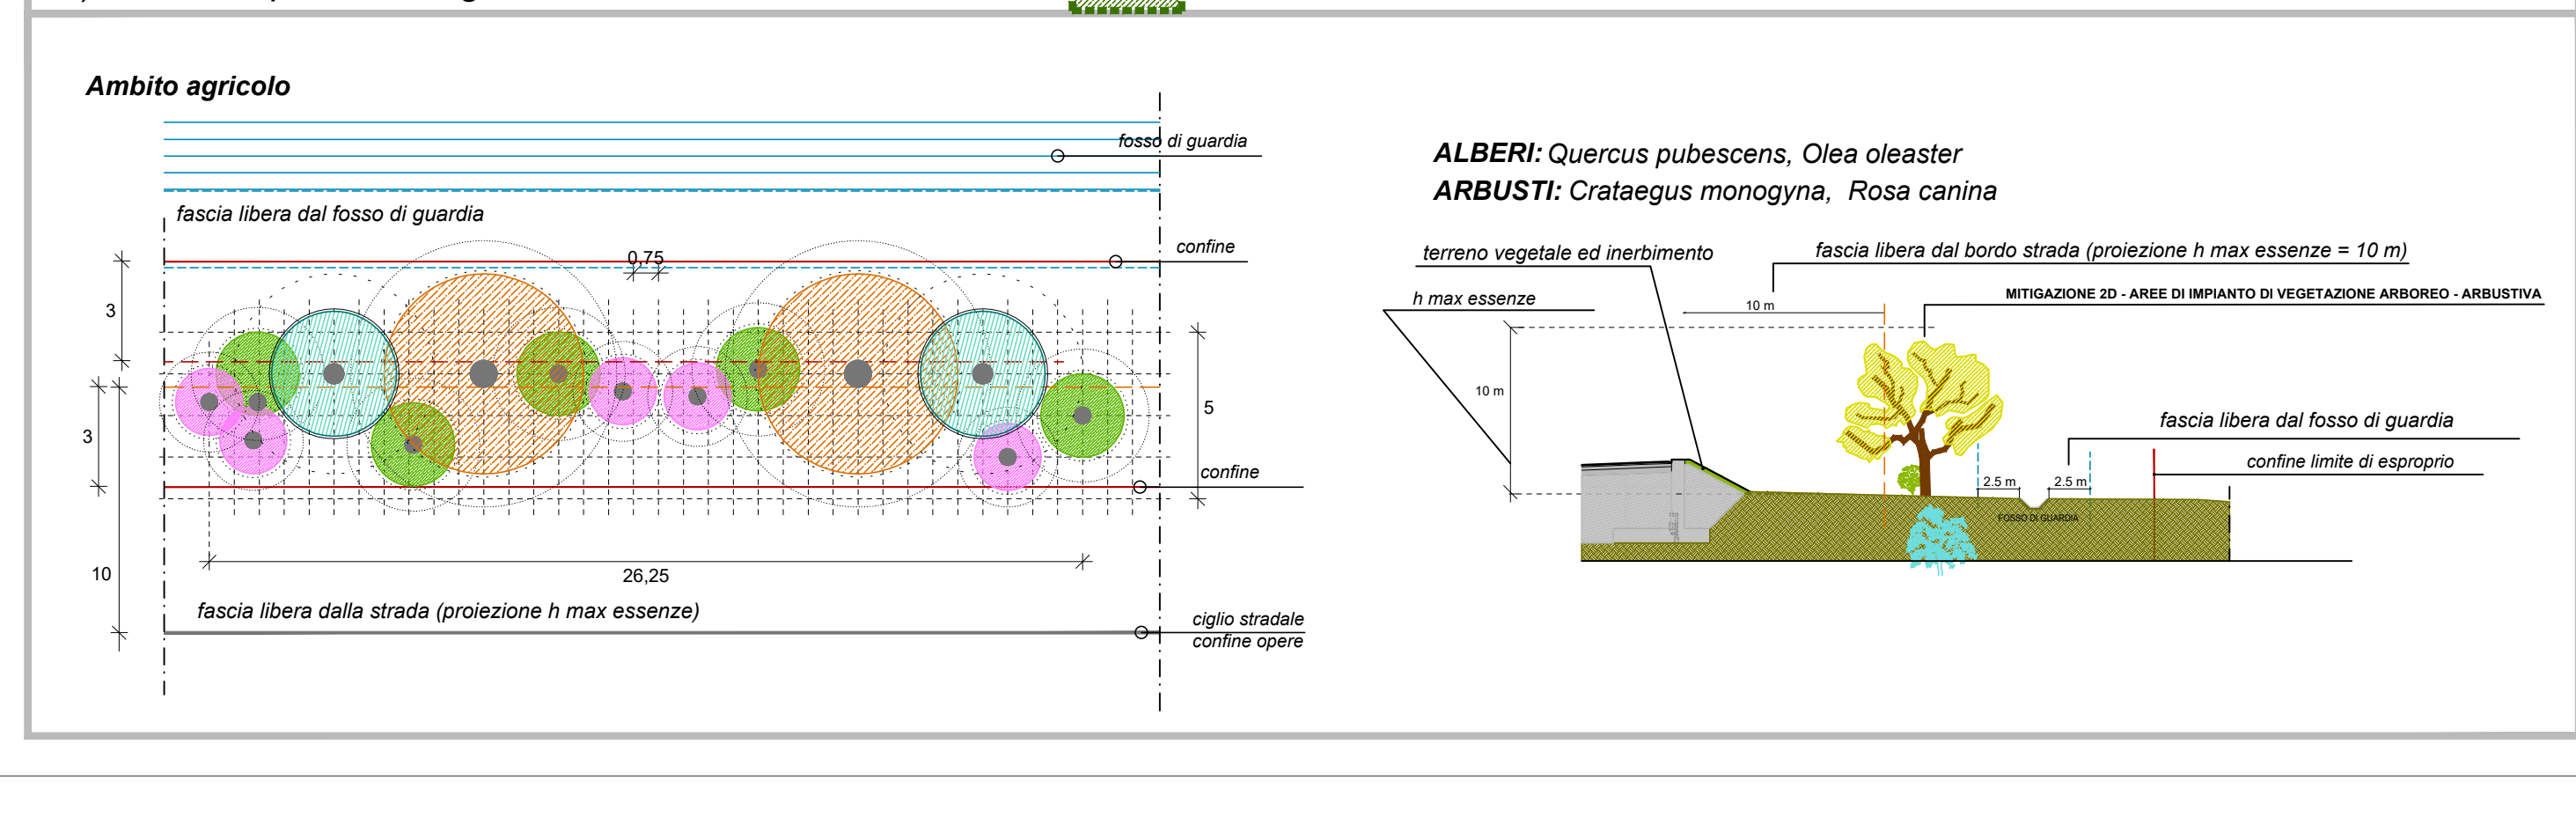 Ambito agricolo
fosso di guardia
fascia libera dal fosso di guardia
confine
0,75
3
3
5
confine
10
26,25
fascia libera dalla strada (proiezione h max essenze)
ciglio stradale
confine opere
ALBERI: Quercus pubescens, Olea oleaster
ARBUSTI: Crataegus monogyna, Rosa canina
terreno vegetale ed inerbimento
fascia libera dal bordo strada (proiezione h max essenze = 10 m)
h max essenze
MITIGAZIONE 2D - AREE DI IMPIANTO DI VEGETAZIONE ARBOREO - ARBUSTIVA
10 m
10 m
fascia libera dal fosso di guardia
confine limite di esproprio
2.5 m
2.5 m
FOSSO DI GUARDIA